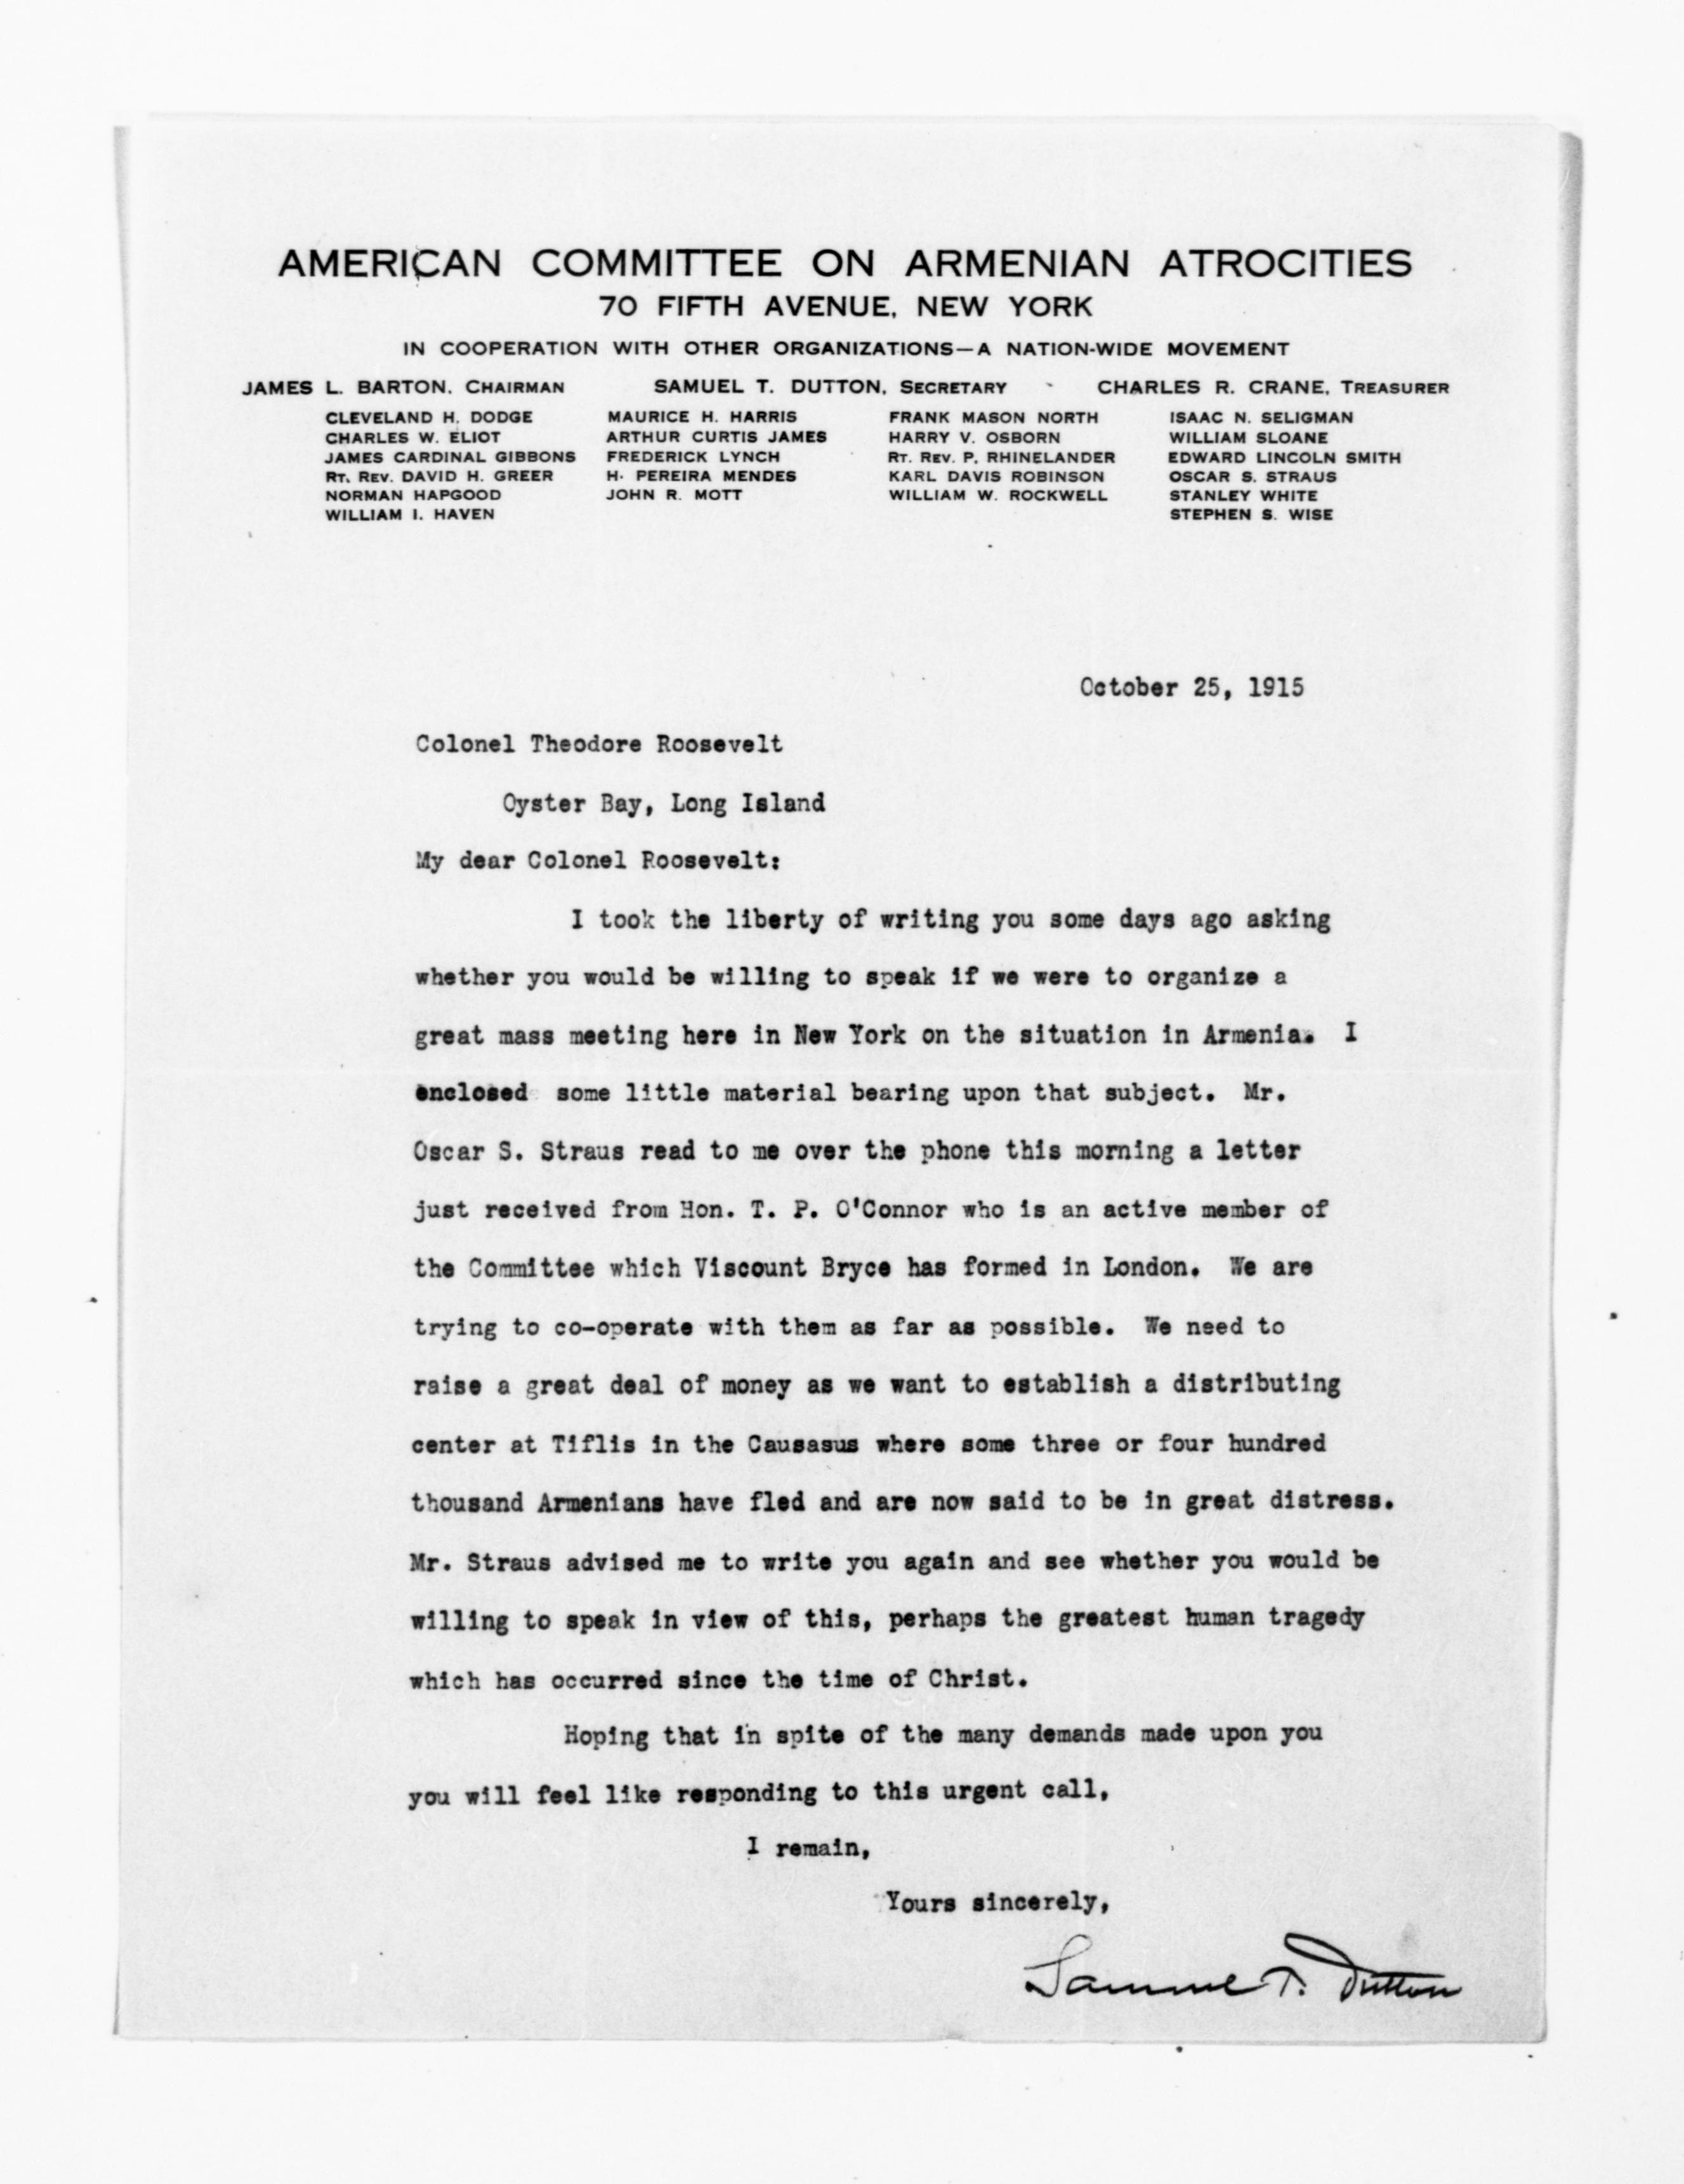 AMERICAN COMMITTEE ON ARMENIAN ATROCITIES
70 FIFTH AVENUE, NEW YORK
IN COOPERATION WITH OTHER ORGANIZATIONS—A NATION-WIDE MOVEMENT
JAMES L. BARTON, CHAIRMAN SAMUEL T. DUTTON, SECRETARY CHARLES R. CRANE, TREASURER
CLEVELAND H. DODGE MAURICE H. HARRIS FRANK MASON NORTH ISAAC N. SELIGMAN
CHARLES W. ELIOT ARTHUR CURTIS JAMES HARRY V. OSBORN WILLIAM SLOANE
JAMES CARDINAL GIBBONS FREDERICK LYNCH RT. REV. P. RHINELANDER EDWARD LINCOLN SMITH
RT. REV. DAVID H. GREER H. PEREIRA MENDES KARL DAVIS ROBINSON OSCAR S. STRAUS
NORMAN HAPGOOD JOHN R. MOTT WILLIAM W. ROCKWELL STANLEY WHITE
WILLIAM I. HAVEN STEPHEN S. WISE
October 25, 1915
Colonel Theodore Roosevelt
Oyster Bay, Long Island
My dear Colonel Roosevelt:
I took the liberty of writing you some days ago asking
whether you would be willing to speak if we were to organize a
great mass meeting here in New York on the situation in Armenia. I
enclosed some little material bearing upon that subject. Mr.
Oscar S. Straus read to me over the phone this morning a letter
just received from Hon. T. P. O'Connor who is an active member of
the Committee which Viscount Bryce has formed in London. We are
trying to co-operate with them as far as possible. We need to
raise a great deal of money as we want to establish a distributing
center at Tiflis in the Causasus where some three or four hundred
thousand Armenians have fled and are now said to be in great distress.
Mr. Straus advised me to write you again and see whether you would be
willing to speak in view of this, perhaps the greatest human tragedy
which has occurred since the time of Christ.
Hoping that in spite of the many demands made upon you
you will feel like responding to this urgent call,
I remain,
Yours sincerely,
Samuel T. Dutton